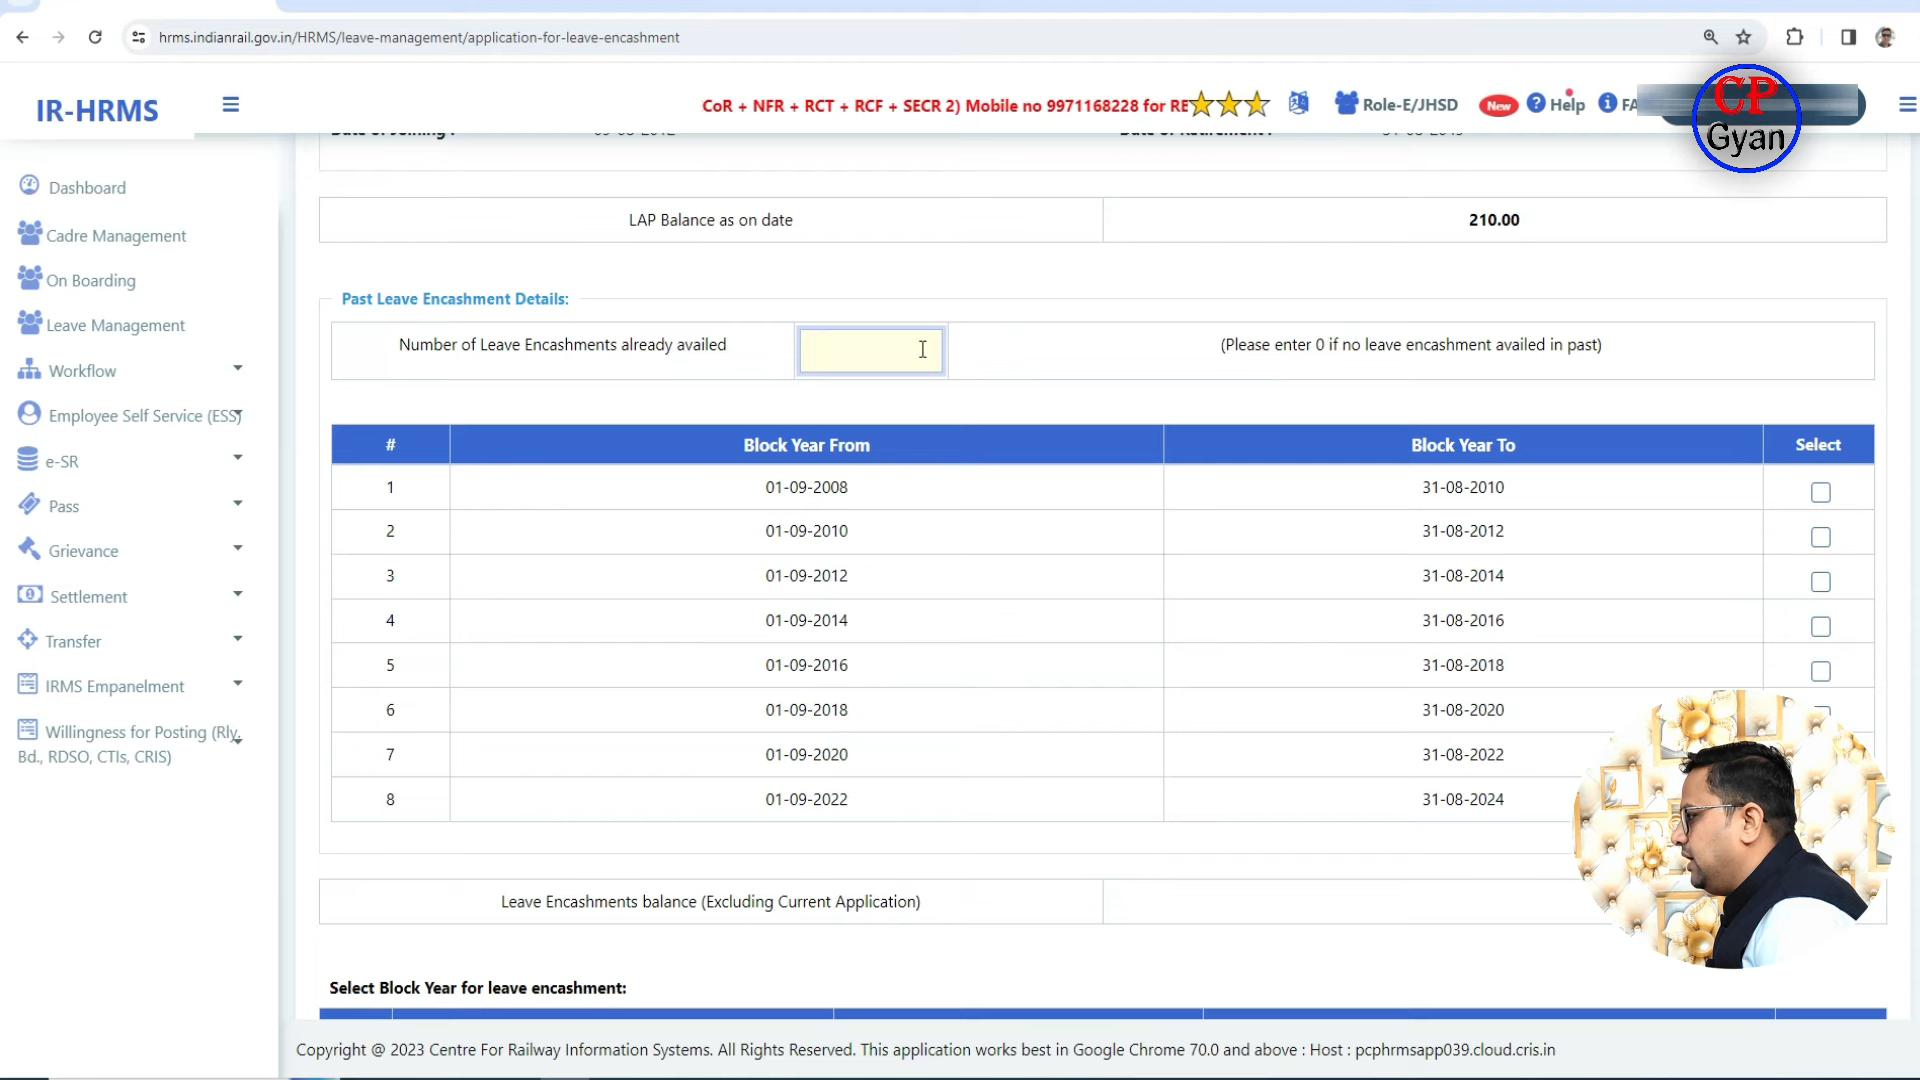 hrms.indianrail.gov.in/HRMS/leave-management/application-for-leave-encashment
IR-HRMS
CoR + NFR + RCT + RCF + SECR 2) Mobile no 9971168228 for RE
Role-E/JHSD
New
Help
FA
CP
Gyan
Dashboard
Cadre Management
On Boarding
Leave Management
Workflow
Employee Self Service (ESS)
e-SR
Pass
Grievance
Settlement
Transfer
IRMS Empanelment
Willingness for Posting (Rly.
Bd., RDSO, CTIs, CRIS)
LAP Balance as on date 210.00
Past Leave Encashment Details:
Number of Leave Encashments already availed (Please enter 0 if no leave encashment availed in past)
# Block Year From Block Year To Select
1 01-09-2008 31-08-2010
2 01-09-2010 31-08-2012
3 01-09-2012 31-08-2014
4 01-09-2014 31-08-2016
5 01-09-2016 31-08-2018
6 01-09-2018 31-08-2020
7 01-09-2020 31-08-2022
8 01-09-2022 31-08-2024
Leave Encashments balance (Excluding Current Application)
Select Block Year for leave encashment:
Copyright @ 2023 Centre For Railway Information Systems. All Rights Reserved. This application works best in Google Chrome 70.0 and above : Host : pcphrmsapp039.cloud.cris.in